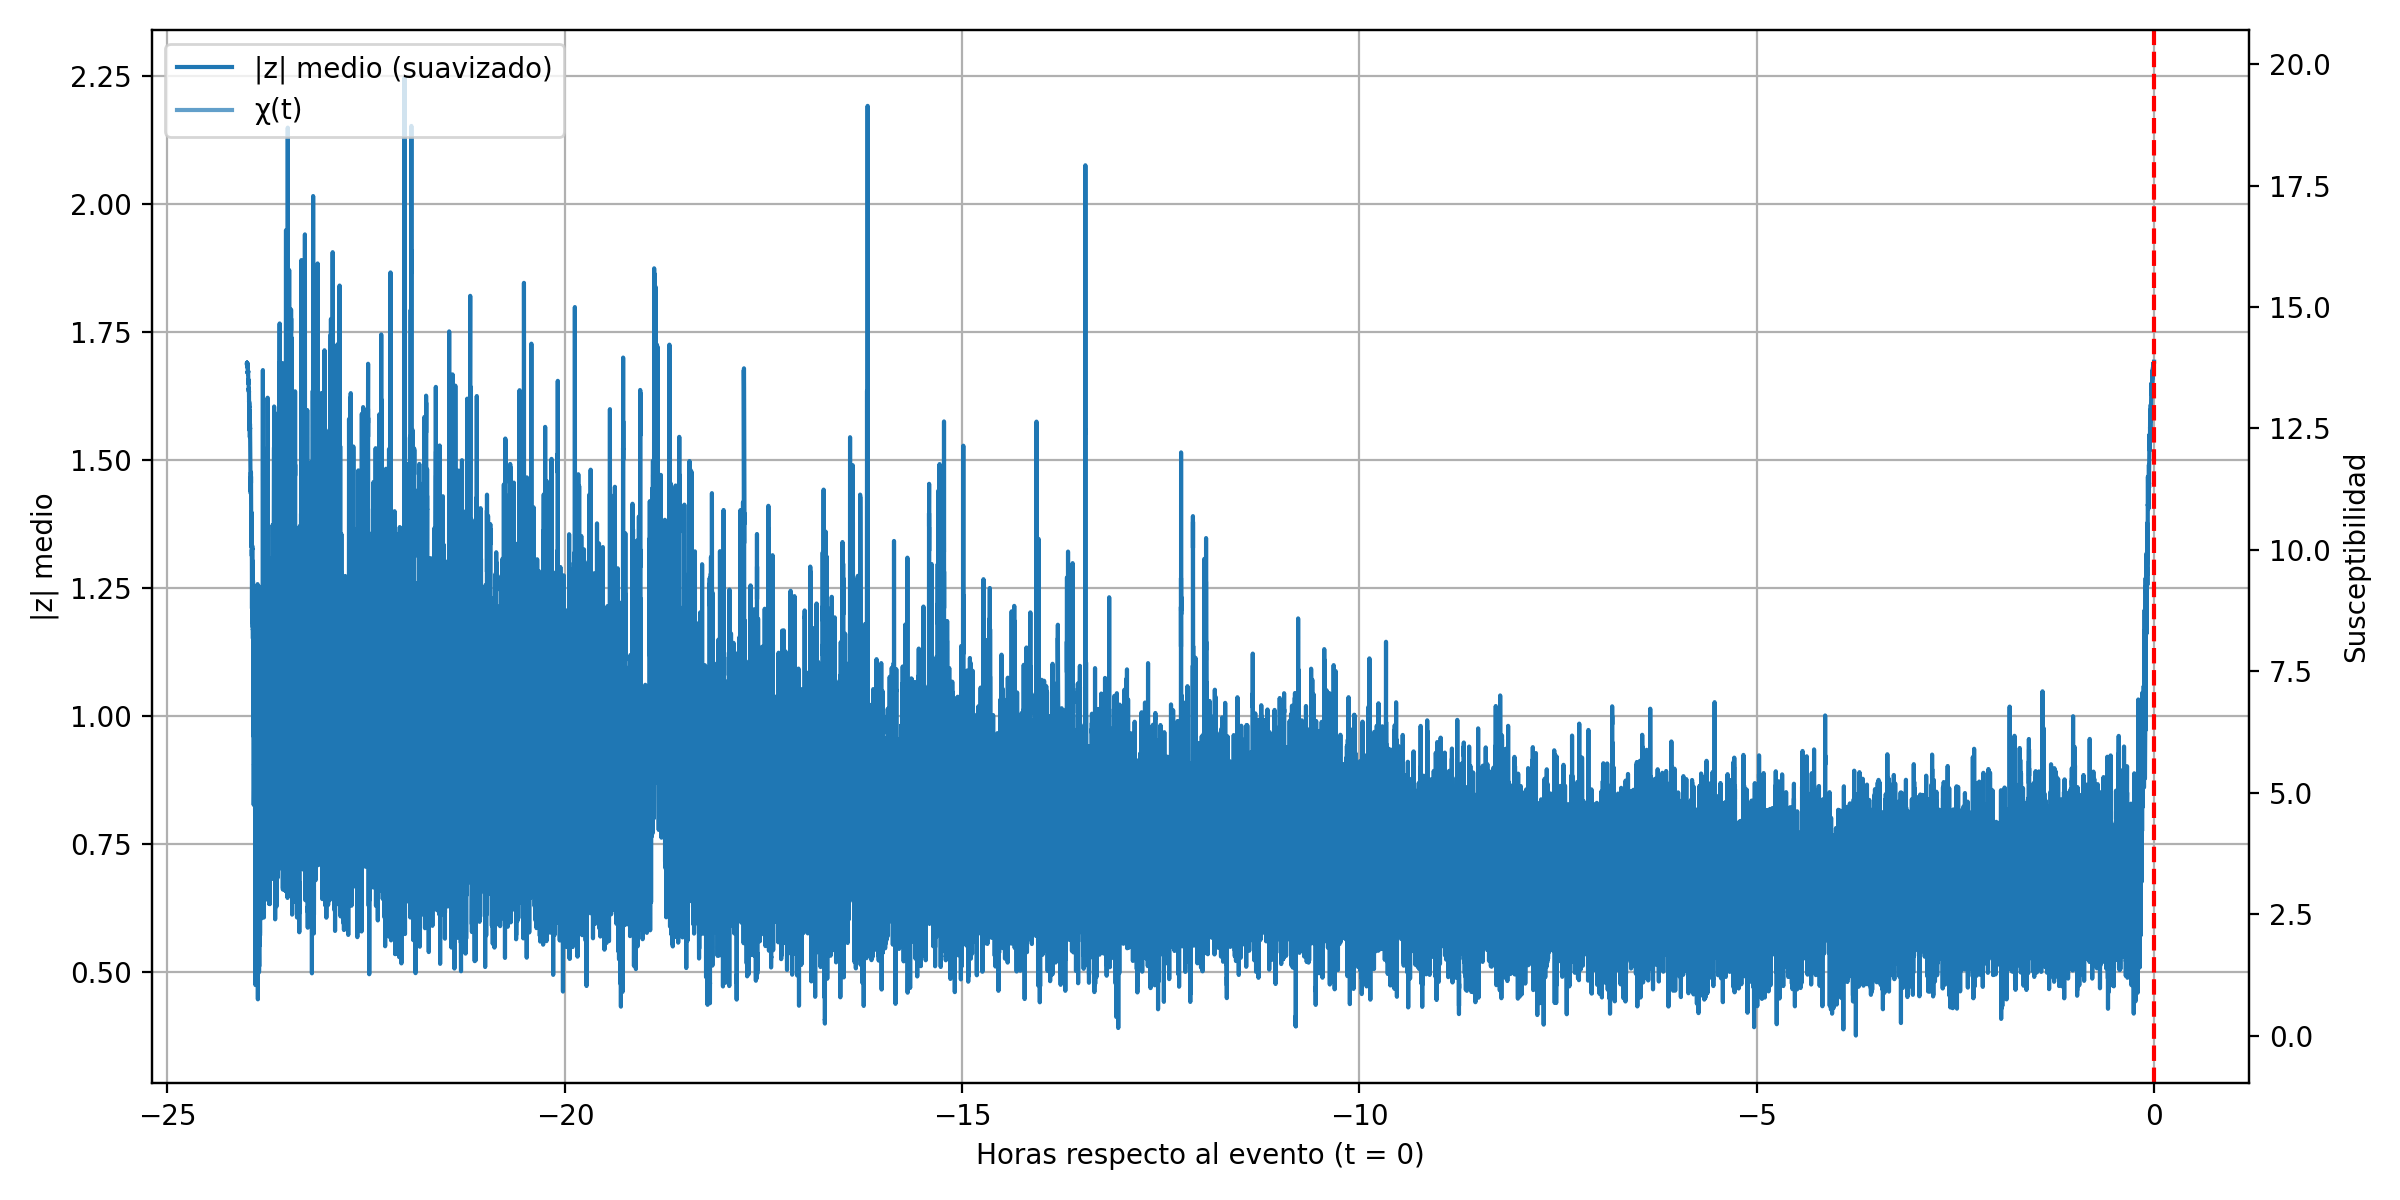 |z| medio (suavizado)
χ(t)
2.25
2.00
1.75
1.50
1.25
1.00
0.75
0.50
|z| medio
20.0
17.5
15.0
12.5
10.0
7.5
5.0
2.5
0.0
Susceptibilidad
−25 −20 −15 −10 −5 0
Horas respecto al evento (t = 0)